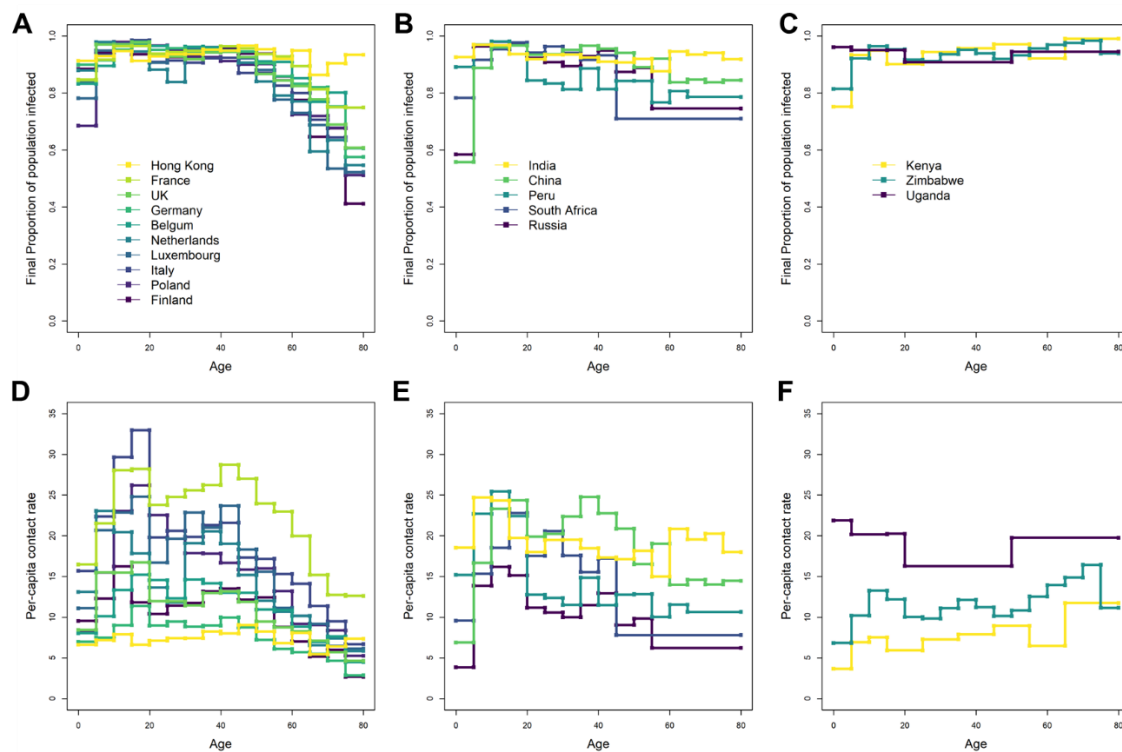 A
Final Proportion of population infected
1.0
0.8
0.6
0.4
0.2
0.0
Hong Kong
France
UK
Germany
Belgum
Netherlands
Luxembourg
Italy
Poland
Finland
0 20 40 60 80
Age
B
Final Proportion of population infected
1.0
0.8
0.6
0.4
0.2
0.0
India
China
Peru
South Africa
Russia
0 20 40 60 80
Age
C
Final Proportion of population infected
1.0
0.8
0.6
0.4
0.2
0.0
Kenya
Zimbabwe
Uganda
0 20 40 60 80
Age
D
Per-capita contact rate
35
30
25
20
15
10
5
0
0 20 40 60 80
Age
E
Per-capita contact rate
35
30
25
20
15
10
5
0
0 20 40 60 80
Age
F
Per-capita contact rate
35
30
25
20
15
10
5
0
0 20 40 60 80
Age